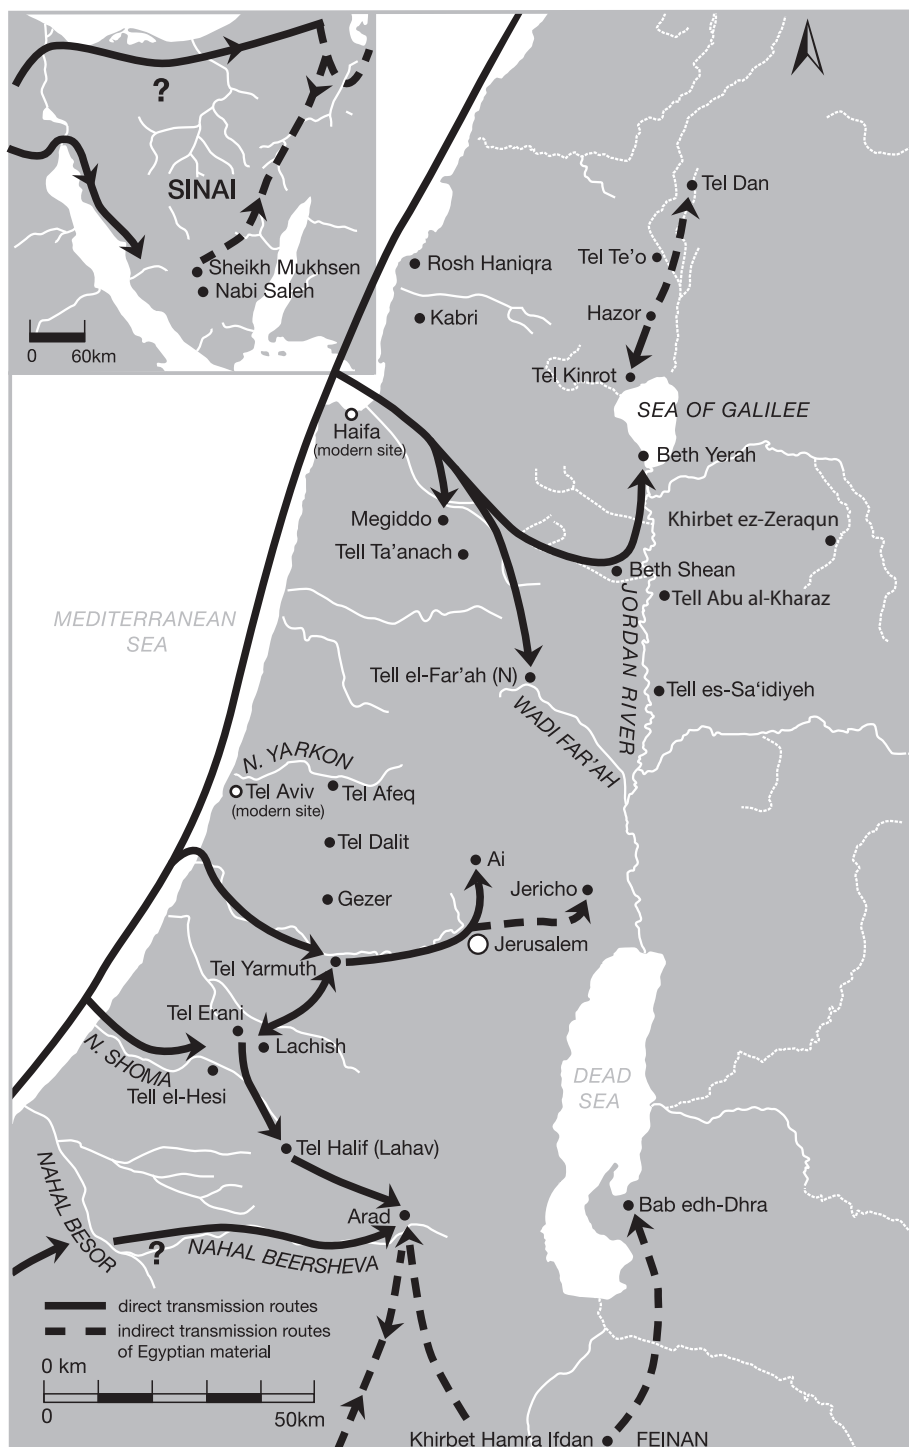 ?
SINAI
Sheikh Mukhsen
Nabi Saleh
0 60km
Tel Dan
Rosh Haniqra
Tel Te’o
Kabri
Hazor
Tel Kinrot
SEA OF GALILEE
Haifa
(modern site)
Beth Yerah
Megiddo
Khirbet ez-Zeraqun
Tell Ta’anach
Beth Shean
Tell Abu al-Kharaz
MEDITERRANEAN
SEA
JORDAN RIVER
Tell el-Far’ah (N)
Tell es-Sa‘idiyeh
WADI FAR’AH
N. YARKON
Tel Aviv
(modern site)
Tel Afeq
Tel Dalit
Ai
Jericho
Gezer
Jerusalem
Tel Yarmuth
Tel Erani
Lachish
N. SHOMA
Tell el-Hesi
DEAD
SEA
Tel Halif (Lahav)
NAHAL BESOR
Arad
Bab edh-Dhra
?
NAHAL BEERSHEVA
direct transmission routes
indirect transmission routes
of Egyptian material
0 km
0 50km
Khirbet Hamra Ifdan
FEINAN